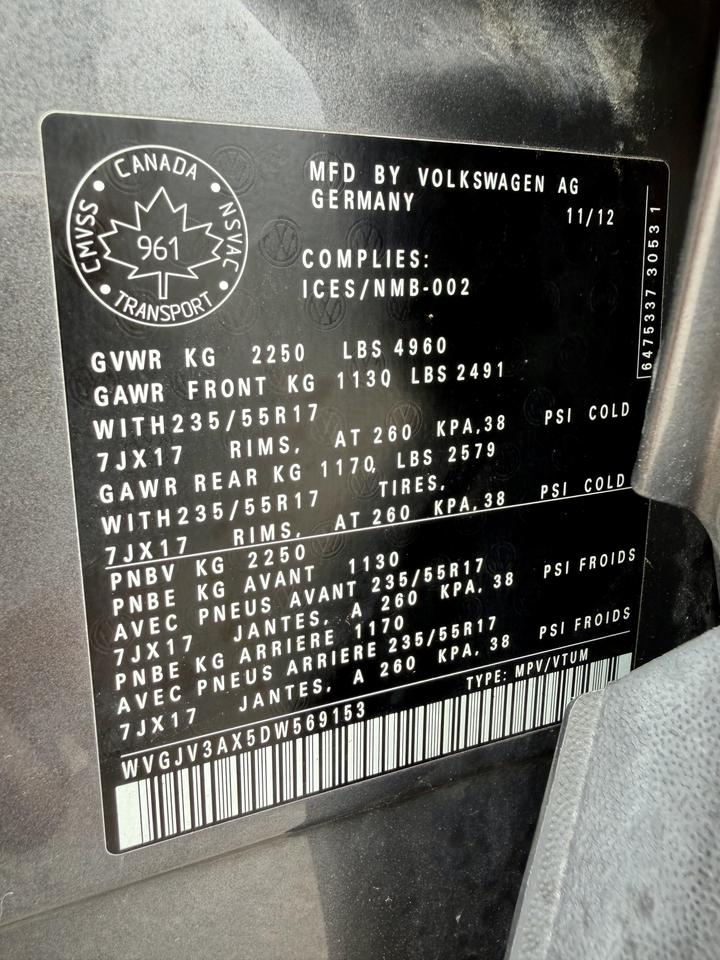 CANADA
CMVSS
NSVAC
961
TRANSPORT
MFD BY VOLKSWAGEN AG
GERMANY
11/12
COMPLIES:
ICES/NMB-002
6475337 3053 1
GVWR KG 2250 LBS 4960
GAWR FRONT KG 1130 LBS 2491
WITH 235/55R17
7JX17 RIMS, AT 260 KPA,38 PSI COLD
GAWR REAR KG 1170, LBS 2579
WITH 235/55R17 TIRES,
7JX17 RIMS, AT 260 KPA,38 PSI COLD
PNBV KG 2250
PNBE KG AVANT 1130
AVEC PNEUS AVANT 235/55R17
7JX17 JANTES, A 260 KPA, 38 PSI FROIDS
PNBE KG ARRIERE 1170
AVEC PNEUS ARRIERE 235/55R17
7JX17 JANTES, A 260 KPA, 38 PSI FROIDS
WVGJV3AX5DW569153 TYPE: MPV/VTUM